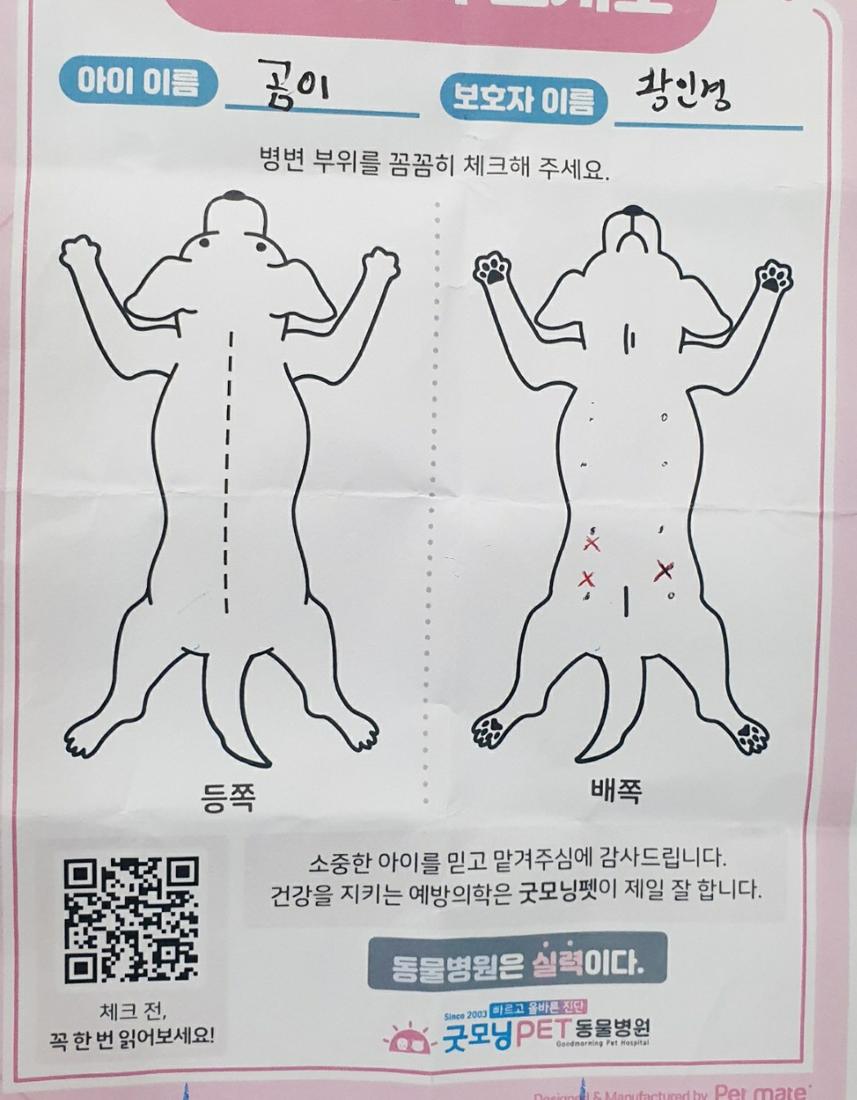 아이 이름 곰이 보호자 이름 황인경
병변 부위를 꼼꼼히 체크해 주세요.
등쪽 배쪽
소중한 아이를 믿고 맡겨주심에 감사드립니다.
건강을 지키는 예방의학은 굿모닝펫이 제일 잘 합니다.
동물병원은 실력이다.
체크 전,
꼭 한 번 읽어보세요!
Since 2003 빠르고 올바른 진단
굿모닝PET 동물병원
Goodmorning Pet Hospital
Designed & Manufactured by Pet mate